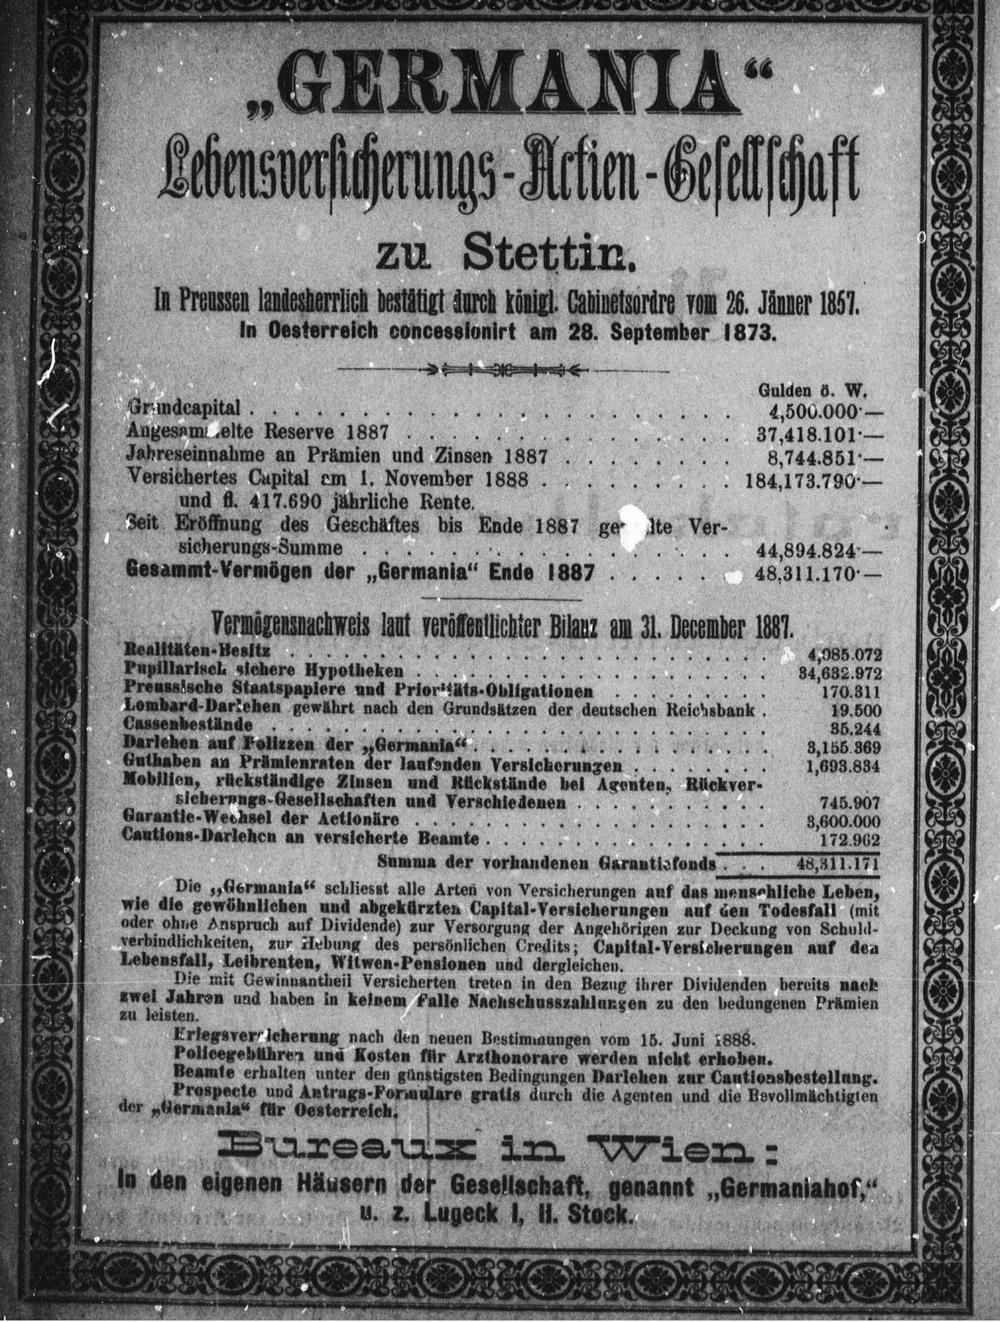 „GERMANIA“
Lebensversicherungs-Actien-Gesellschaft
zu Stettin.
In Preussen landesherrlich bestätigt durch königl. Cabinetsordre vom 26. Jänner 1857.
In Oesterreich concessionirt am 28. September 1873.
Gulden ö. W.
Grundcapital . . . 4,500.000·—
Angesammelte Reserve 1887 . . . 37,418.101·—
Jahreseinnahme an Prämien und Zinsen 1887 . . . 8,744.851·—
Versichertes Capital am 1. November 1888 . . . 184,173.790·—
und fl. 417.690 jährliche Rente.
Seit Eröffnung des Geschäftes bis Ende 1887 Ver-
sicherungs-Summe . . . 44,894.824·—
Gesammt-Vermögen der „Germania“ Ende 1887 . . . 48,311.170·—
Vermögensnachweis laut veröffentlichter Bilanz am 31. December 1887.
Realitäten-Besitz . . . 4,085.072
Pupillarisch sichere Hypotheken . . . 34,632.972
Preussische Staatspapiere und Prioritäts-Obligationen . . . 170.311
Lombard-Darlehen gewährt nach den Grundsätzen der deutschen Reichsbank . 19.500
Cassenbestände . . . 35.244
Darlehen auf Polizzen der „Germania“ . . . 3,155.369
Guthaben an Prämienraten der laufenden Versicherungen . . . 1,693.834
Mobilien, rückständige Zinsen und Rückstände bei Agenten, Rückver-
sicherungs-Gesellschaften und Verschiedenen . . . 745.907
Garantie-Wechsel der Actionäre . . . 3,600.000
Cautions-Darlehen an versicherte Beamte . . . 172.962
Summa der vorhandenen Garantiefonds . . . 48,311.171
Die „Germania“ schliesst alle Arten von Versicherungen auf das menschliche Leben,
wie die gewöhnlichen und abgekürzten Capital-Versicherungen auf den Todesfall (mit
oder ohne Anspruch auf Dividende) zur Versorgung der Angehörigen zur Deckung von Schuld-
verbindlichkeiten, zur Hebung des persönlichen Credits; Capital-Versicherungen auf den
Lebensfall, Leibrenten, Witwen-Pensionen und dergleichen.
Die mit Gewinnantheil Versicherten treten in den Bezug ihrer Dividenden bereits nach
zwei Jahren und haben in keinem Falle Nachschusszahlungen zu den bedungenen Prämien
zu leisten.
Kriegsversicherung nach den neuen Bestimmungen vom 15. Juni 1888.
Policegebühren und Kosten für Arzthonorare werden nicht erhoben.
Beamte erhalten unter den günstigsten Bedingungen Darlehen zur Cautionsbestellung.
Prospecte und Antrags-Formulare gratis durch die Agenten und die Bevollmächtigten
der „Germania“ für Oesterreich.
Bureaux in Wien:
In den eigenen Häusern der Gesellschaft, genannt „Germaniahof,“
u. z. Lugeck I, II. Stock.